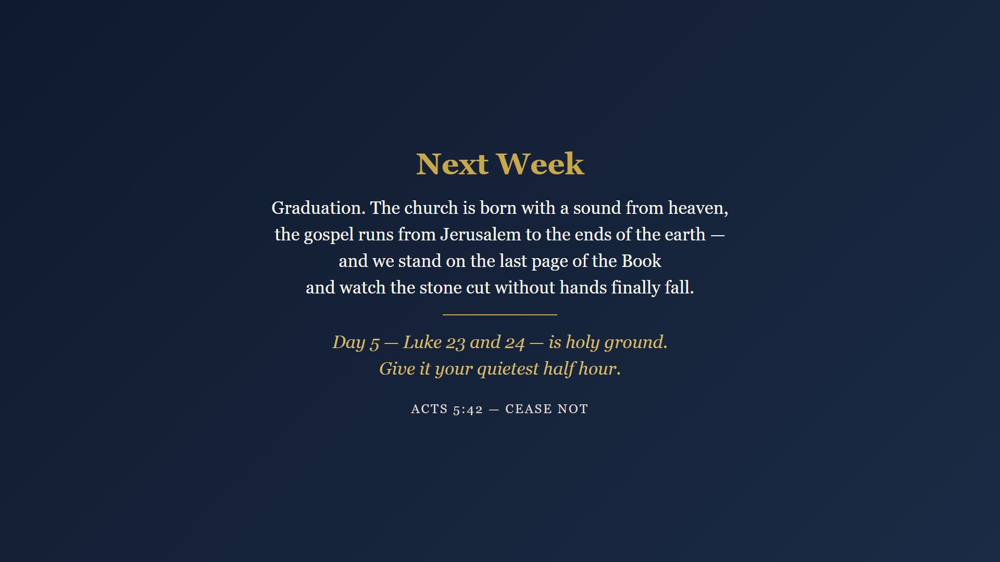 Next Week
Graduation. The church is born with a sound from heaven,
the gospel runs from Jerusalem to the ends of the earth —
and we stand on the last page of the Book
and watch the stone cut without hands finally fall.
Day 5 — Luke 23 and 24 — is holy ground.
Give it your quietest half hour.
ACTS 5:42 — CEASE NOT